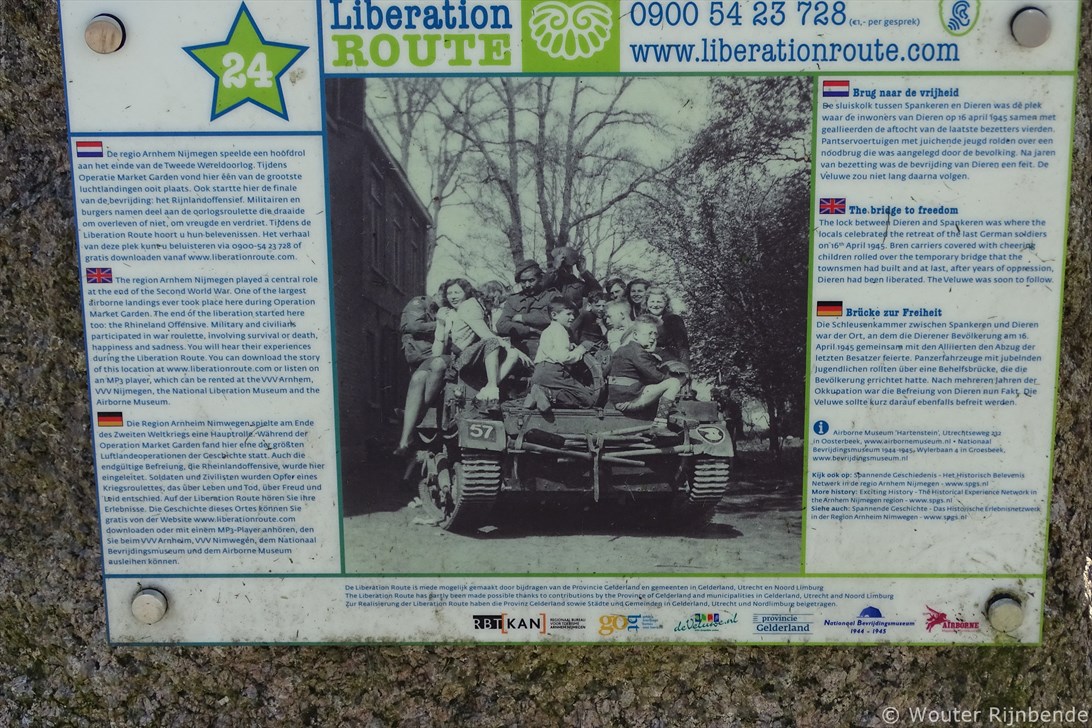 24
Liberation
ROUTE
0900 54 23 728 (€1,- per gesprek)
www.liberationroute.com
De regio Arnhem Nijmegen speelde een hoofdrol
aan het einde van de Tweede Wereldoorlog. Tijdens
Operatie Market Garden vond hier één van de grootste
luchtlandingen ooit plaats. Ook startte hier de finale
van de bevrijding: het Rijnlandoffensief. Militairen en
burgers namen deel aan de oorlogsroulette die draaide
om overleven of niet, om vreugde en verdriet. Tijdens de
Liberation Route hoort u hun belevenissen. Het verhaal
van deze plek kunt u beluisteren via 0900-54 23 728 of
gratis downloaden vanaf www.liberationroute.com.
The region Arnhem Nijmegen played a central role
at the end of the Second World War. One of the largest
airborne landings ever took place here during Operation
Market Garden. The end of the liberation started here
too: the Rhineland Offensive. Military and civilians
participated in war roulette, involving survival or death,
happiness and sadness. You will hear their experiences
during the Liberation Route. You can download the story
of this location at www.liberationroute.com or listen on
an MP3 player, which can be rented at the VVV Arnhem,
VVV Nijmegen, the National Liberation Museum and the
Airborne Museum.
Die Region Arnheim Nimwegen spielte am Ende
des Zweiten Weltkriegs eine Hauptrolle. Während der
Operation Market Garden fand hier eine der größten
Luftlandeoperationen der Geschichte statt. Auch die
endgültige Befreiung, die Rheinlandoffensive, wurde hier
eingeleitet. Soldaten und Zivilisten wurden Opfer eines
Kriegsroulettes, das über Leben und Tod, über Freud und
Leid entschied. Auf der Liberation Route hören Sie ihre
Erlebnisse. Die Geschichte dieses Ortes können Sie
gratis von der Website www.liberationroute.com
downloaden oder mit einem MP3-Player anhören, den
Sie beim VVV Arnheim, VVV Nimwegen, dem Nationaal
Bevrijdingsmuseum und dem Airborne Museum
ausleihen können.
57
Brug naar de vrijheid
De sluiskolk tussen Spankeren en Dieren was dé plek
waar de inwoners van Dieren op 16 april 1945 samen met
geallieerden de aftocht van de laatste bezetters vierden.
Pantservoertuigen met juichende jeugd rolden over een
noodbrug die was aangelegd door de bevolking. Na jaren
van bezetting was de bevrijding van Dieren een feit. De
Veluwe zou niet lang daarna volgen.
The bridge to freedom
The lock between Dieren and Spankeren was where the
locals celebrated the retreat of the last German soldiers
on 16th April 1945. Bren carriers covered with cheering
children rolled over the temporary bridge that the
townsmen had built and at last, after years of oppression,
Dieren had been liberated. The Veluwe was soon to follow.
Brücke zur Freiheit
Die Schleusenkammer zwischen Spankeren und Dieren
war der Ort, an dem die Dierener Bevölkerung am 16.
April 1945 gemeinsam mit den Alliierten den Abzug der
letzten Besatzer feierte. Panzerfahrzeuge mit jubelnden
Jugendlichen rollten über eine Behelfsbrücke, die die
Bevölkerung errichtet hatte. Nach mehreren Jahren der
Okkupation war die Befreiung von Dieren nun Fakt. Die
Veluwe sollte kurz darauf ebenfalls befreit werden.
Airborne Museum 'Hartenstein', Utrechtseweg 232
in Oosterbeek, www.airbornemuseum.nl • Nationaal
Bevrijdingsmuseum 1944-1945, Wylerbaan 4 in Groesbeek,
www.bevrijdingsmuseum.nl
Kijk ook op: Spannende Geschiedenis - Het Historisch Belevenis
Netwerk in de regio Arnhem Nijmegen - www.spgs.nl
More history: Exciting History - The Historical Experience Network in
the Arnhem Nijmegen region - www.spgs.nl
Siehe auch: Spannende Geschichte - Das Historische Erlebnisnetzwerk
in der Region Arnheim Nimwegen - www.spgs.nl
De Liberation Route is mede mogelijk gemaakt door bijdragen van de Provincie Gelderland en gemeenten in Gelderland, Utrecht en Noord Limburg
The Liberation Route has partly been made possible thanks to contributions by the Province of Gelderland and municipalities in Gelderland, Utrecht and Noord Limburg
Zur Realisierung der Liberation Route haben die Provinz Gelderland sowie Städte und Gemeinden in Gelderland, Utrecht und Nordlimburg beigetragen.
RBT[KAN]
REGIONAAL BUREAU
VOOR TOERISME
ARNHEM NIJMEGEN
deVeluwe.nl
provincie
Gelderland
Nationaal Bevrijdingsmuseum
1944 – 1945
AIRBORNE
© Wouter Rijnbende